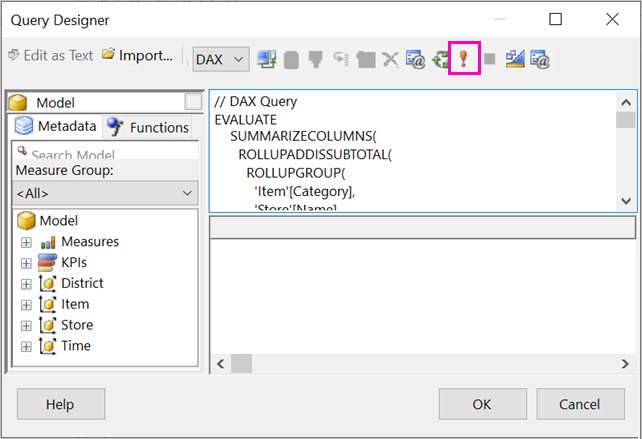 Query Designer
Edit as Text Import... DAX
Model
Metadata Functions
Search Model
Measure Group:
<All>
Model
Measures
KPIs
District
Item
Store
Time
// DAX Query
EVALUATE
SUMMARIZECOLUMNS(
ROLLUPADDISSUBTOTAL(
ROLLUPGROUP(
'Item'[Category],
'Store'[Name]
Help OK Cancel